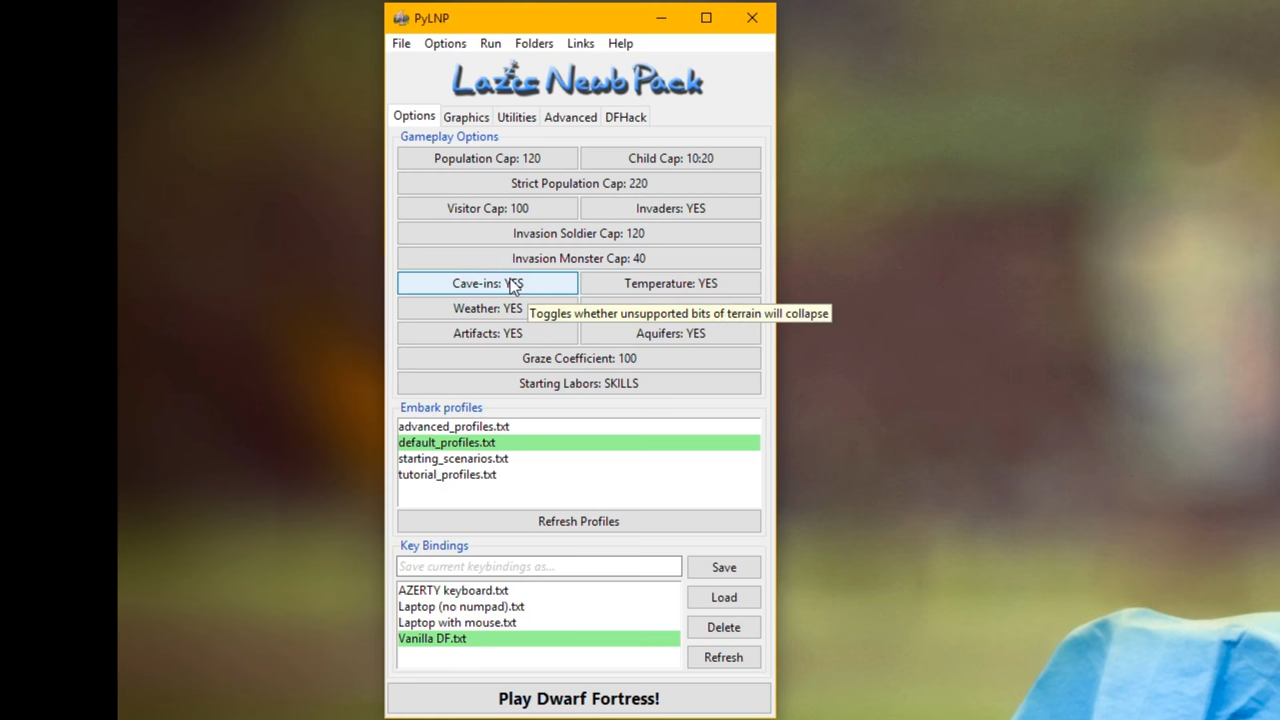 PyLNP
File Options Run Folders Links Help
Lazy Newb Pack
Options Graphics Utilities Advanced DFHack
Gameplay Options
Population Cap: 120 Child Cap: 10:20
Strict Population Cap: 220
Visitor Cap: 100 Invaders: YES
Invasion Soldier Cap: 120
Invasion Monster Cap: 40
Cave-ins: YES Temperature: YES
Weather: YES
Toggles whether unsupported bits of terrain will collapse
Artifacts: YES Aquifers: YES
Graze Coefficient: 100
Starting Labors: SKILLS
Embark profiles
advanced_profiles.txt
default_profiles.txt
starting_scenarios.txt
tutorial_profiles.txt
Refresh Profiles
Key Bindings
Save current keybindings as... Save
AZERTY keyboard.txt Load
Laptop (no numpad).txt
Laptop with mouse.txt Delete
Vanilla DF.txt
Refresh
Play Dwarf Fortress!